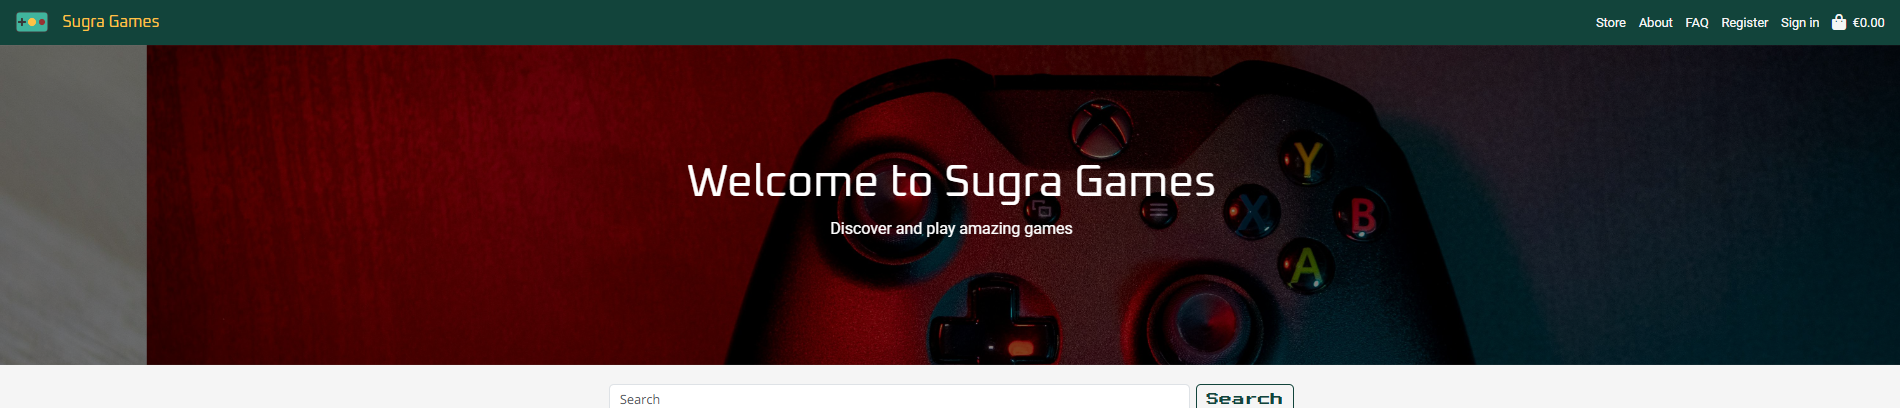 Sugra Games
Store About FAQ Register Sign in €0.00
Welcome to Sugra Games
Discover and play amazing games
Y
X B
A
Search Search